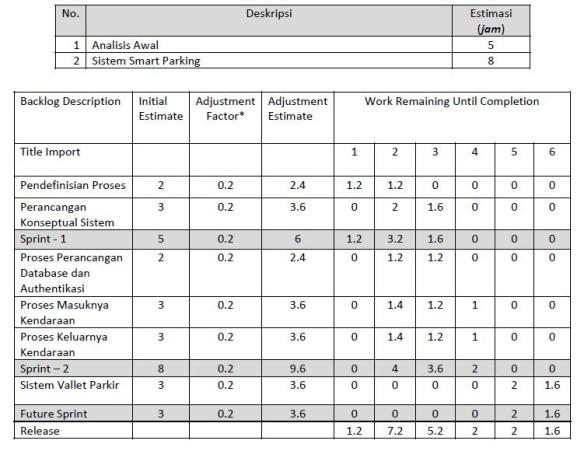 No. Deskripsi Estimasi
(jam)
1 Analisis Awal 5
2 Sistem Smart Parking 8
Backlog Description Initial Adjustment Adjustment Work Remaining Until Completion
Estimate Factor* Estimate
Title Import 1 2 3 4 5 6
Pendefinisian Proses 2 0.2 2.4 1.2 1.2 0 0 0 0
Perancangan 3 0.2 3.6 0 2 1.6 0 0 0
Konseptual Sistem
Sprint - 1 5 0.2 6 1.2 3.2 1.6 0 0 0
Proses Perancangan 2 0.2 2.4 0 1.2 1.2 0 0 0
Database dan
Authentikasi
Proses Masuknya 3 0.2 3.6 0 1.4 1.2 1 0 0
Kendaraan
Proses Keluarnya 3 0.2 3.6 0 1.4 1.2 1 0 0
Kendaraan
Sprint – 2 8 0.2 9.6 0 4 3.6 2 0 0
Sistem Vallet Parkir 3 0.2 3.6 0 0 0 0 2 1.6
Future Sprint 3 0.2 3.6 0 0 0 0 2 1.6
Release 1.2 7.2 5.2 2 2 1.6